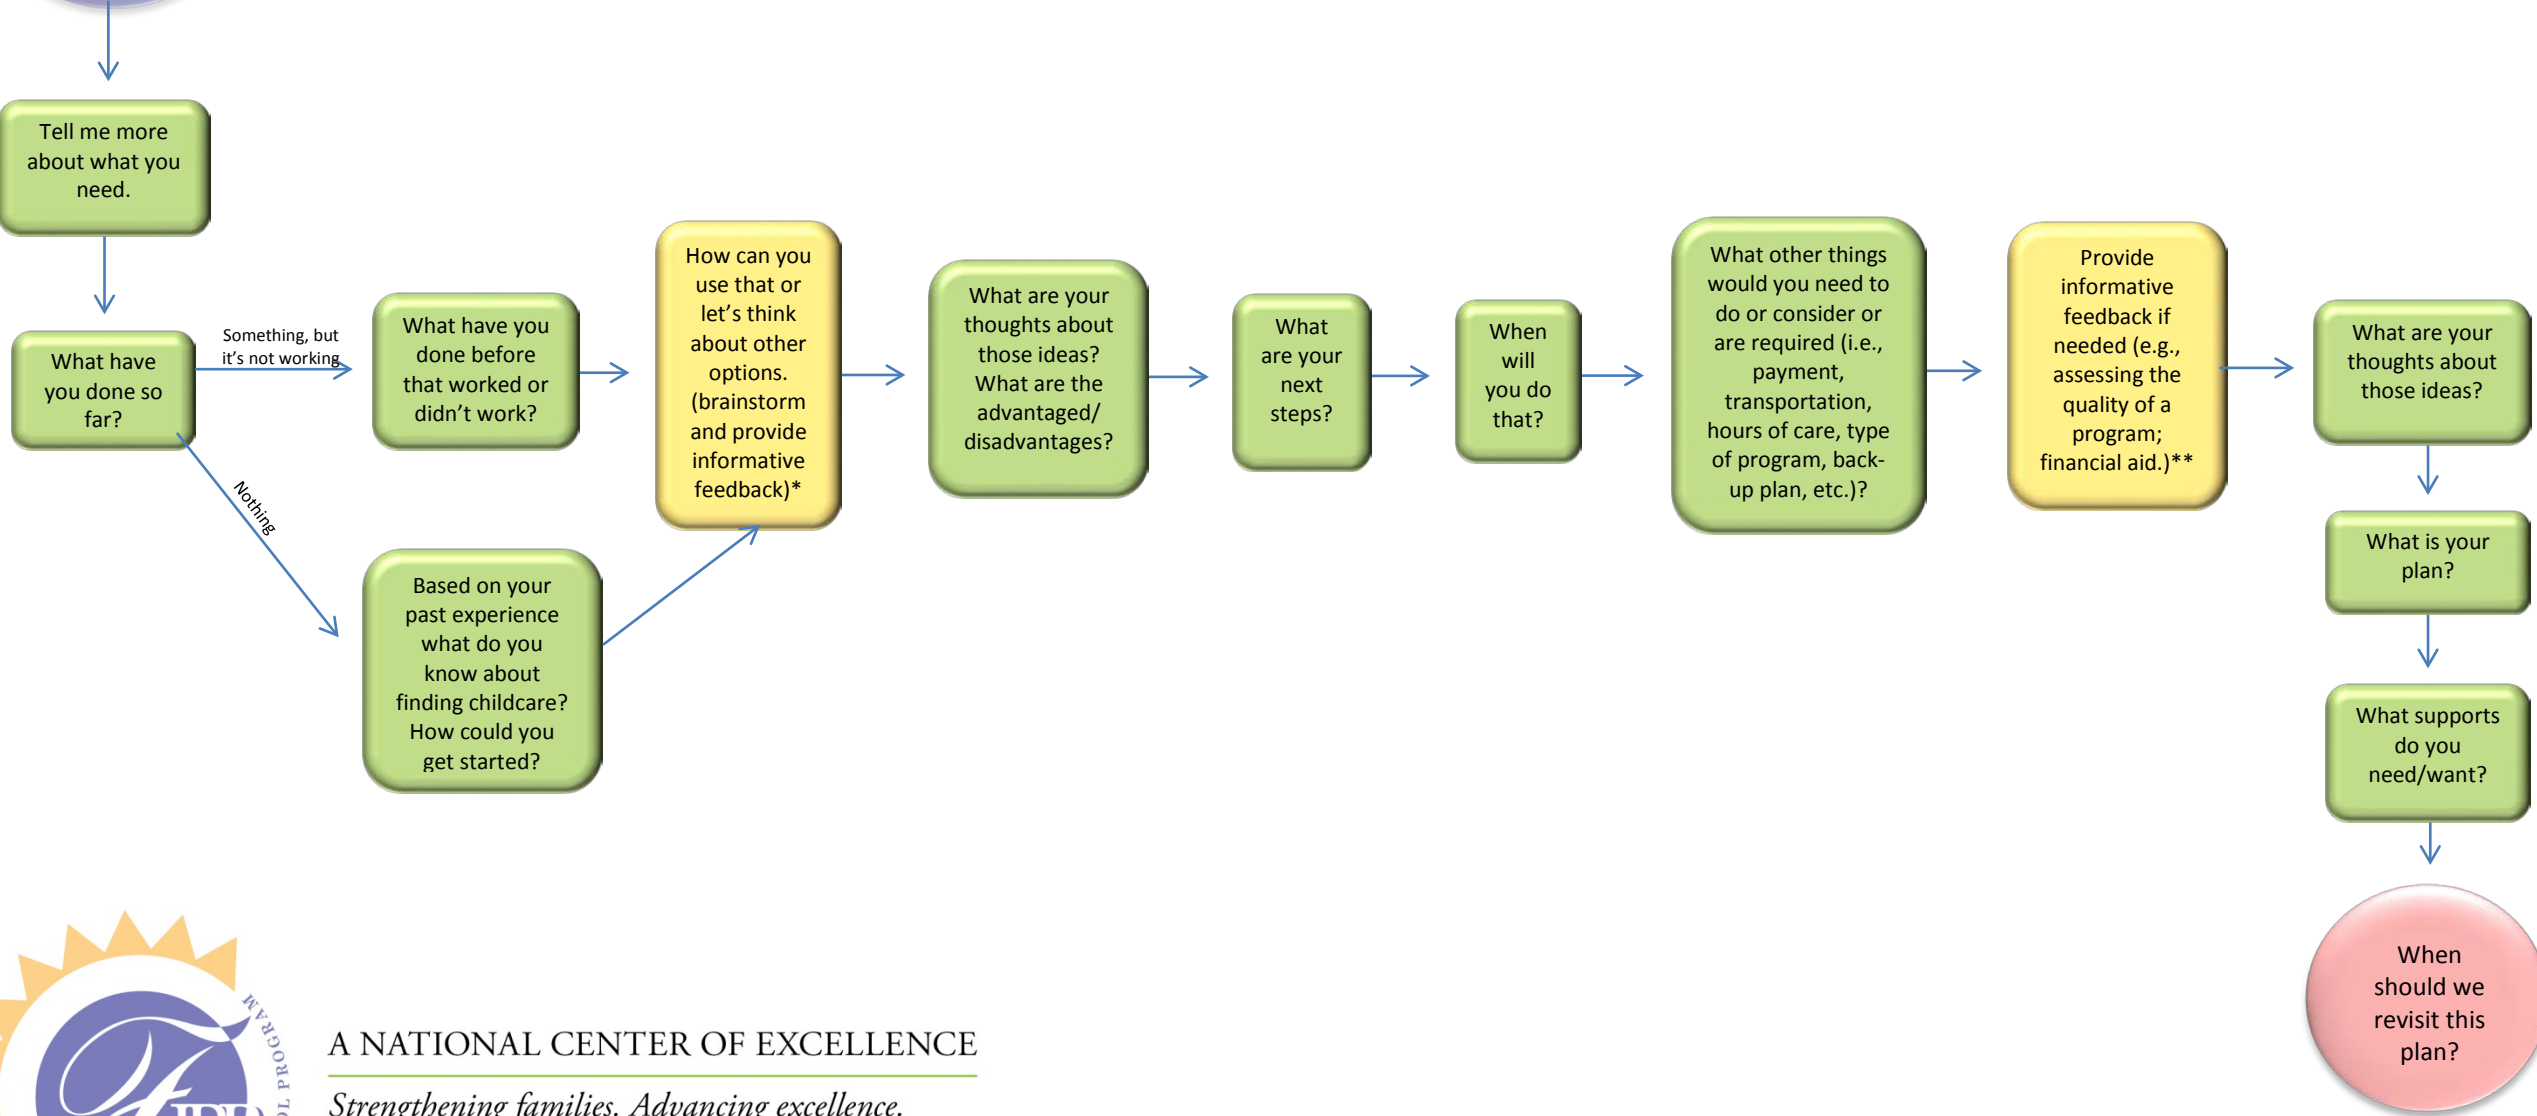 Tell me more
about what you
need.
What have
you done so
far?
Something, but
it's not working
Nothing
What have you
done before
that worked or
didn't work?
Based on your
past experience
what do you
know about
finding childcare?
How could you
get started?
How can you
use that or
let's think
about other
options.
(brainstorm
and provide
informative
feedback)*
What are your
thoughts about
those ideas?
What are the
advantaged/
disadvantages?
What
are your
next
steps?
When
will
you do
that?
What other things
would you need to
do or consider or
are required (i.e.,
payment,
transportation,
hours of care, type
of program, back-
up plan, etc.)?
Provide
informative
feedback if
needed (e.g.,
assessing the
quality of a
program;
financial aid.)**
What are your
thoughts about
those ideas?
What is your
plan?
What supports
do you
need/want?
When
should we
revisit this
plan?
PROGRAM
A NATIONAL CENTER OF EXCELLENCE
Strengthening families. Advancing excellence.